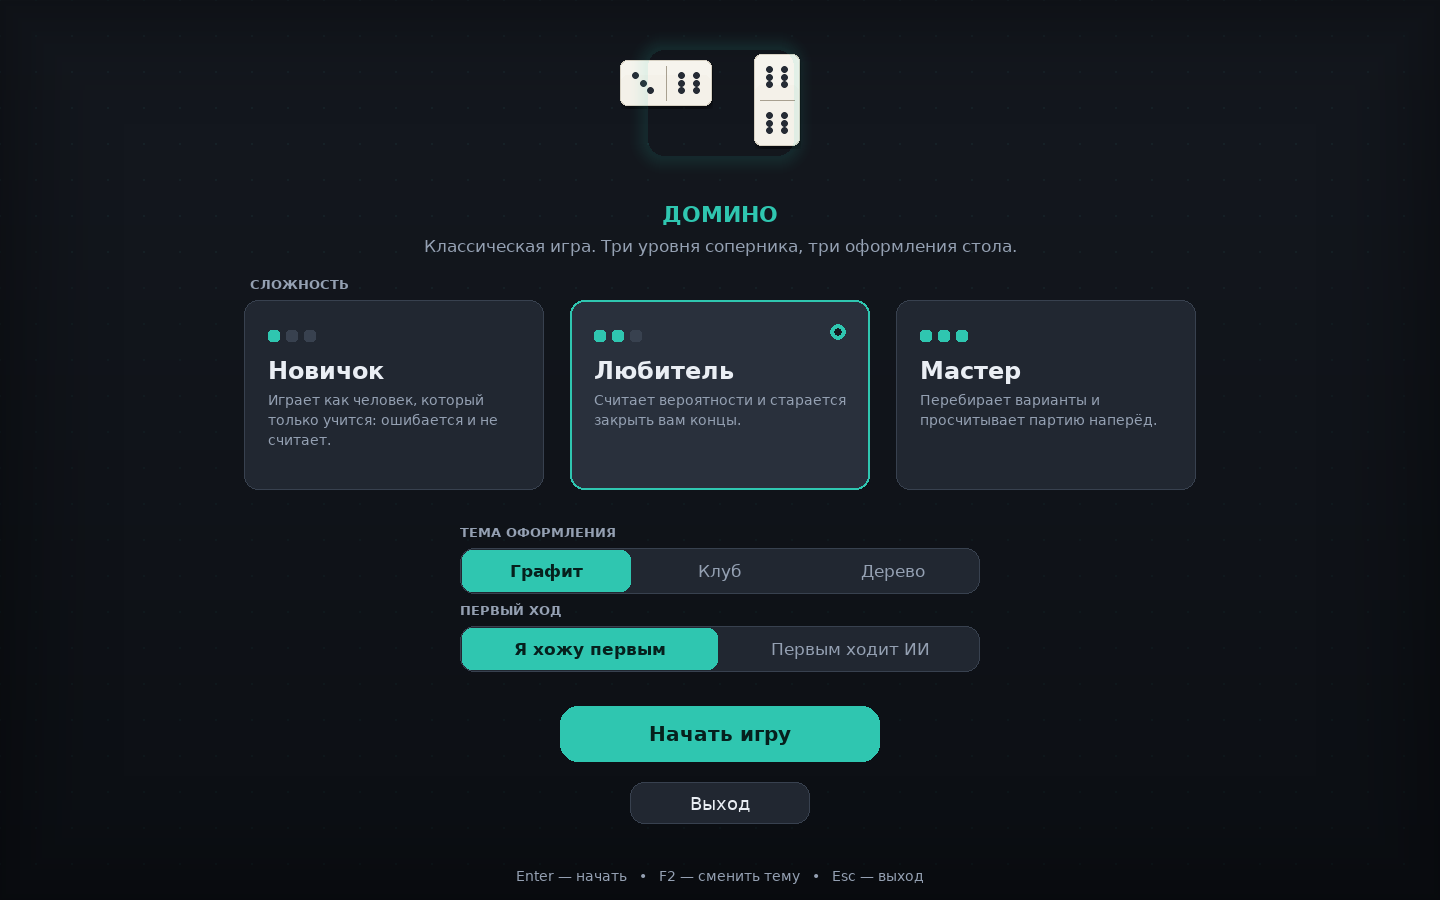 ДОМИНО
Классическая игра. Три уровня соперника, три оформления стола.
СЛОЖНОСТЬ
Новичок
Играет как человек, который
только учится: ошибается и не
считает.
Любитель
Считает вероятности и старается
закрыть вам концы.
Мастер
Перебирает варианты и
просчитывает партию наперёд.
ТЕМА ОФОРМЛЕНИЯ
Графит Клуб Дерево
ПЕРВЫЙ ХОД
Я хожу первым Первым ходит ИИ
Начать игру
Выход
Enter — начать • F2 — сменить тему • Esc — выход